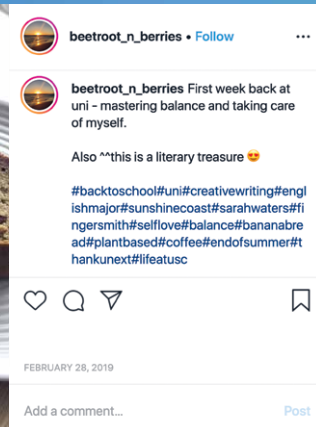 beetroot_n_berries • Follow
beetroot_n_berries First week back at
uni - mastering balance and taking care
of myself.
Also ^^this is a literary treasure 😍
#backtoschool#uni#creativewriting#engl
ishmajor#sunshinecoast#sarahwaters#fi
ngersmith#selflove#balance#bananabre
ad#plantbased#coffee#endofsummer#t
hankunext#lifeatusc
FEBRUARY 28, 2019
Add a comment... Post